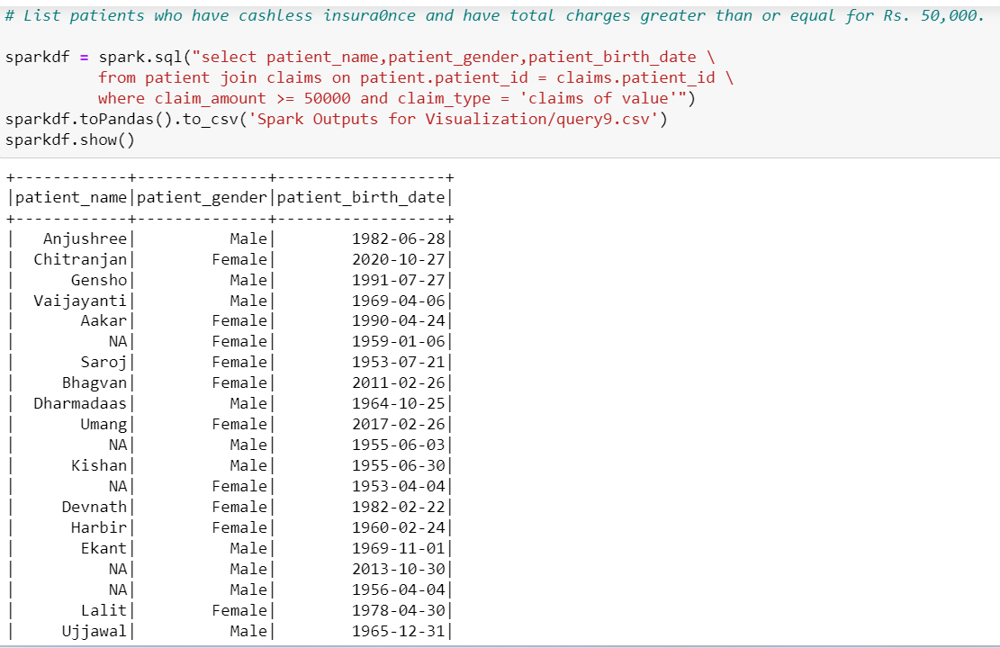 # List patients who have cashless insura0nce and have total charges greater than or equal for Rs. 50,000.
sparkdf = spark.sql("select patient_name,patient_gender,patient_birth_date \
from patient join claims on patient.patient_id = claims.patient_id \
where claim_amount >= 50000 and claim_type = 'claims of value'")
sparkdf.toPandas().to_csv('Spark Outputs for Visualization/query9.csv')
sparkdf.show()
+------------+--------------+------------------+
|patient_name|patient_gender|patient_birth_date|
+------------+--------------+------------------+
|   Anjushree|          Male|        1982-06-28|
|  Chitranjan|        Female|        2020-10-27|
|      Gensho|          Male|        1991-07-27|
|  Vaijayanti|          Male|        1969-04-06|
|       Aakar|        Female|        1990-04-24|
|          NA|        Female|        1959-01-06|
|       Saroj|        Female|        1953-07-21|
|     Bhagvan|        Female|        2011-02-26|
|  Dharmadaas|          Male|        1964-10-25|
|       Umang|        Female|        2017-02-26|
|          NA|          Male|        1955-06-03|
|      Kishan|          Male|        1955-06-30|
|          NA|        Female|        1953-04-04|
|     Devnath|        Female|        1982-02-22|
|      Harbir|        Female|        1960-02-24|
|       Ekant|          Male|        1969-11-01|
|          NA|          Male|        2013-10-30|
|          NA|          Male|        1956-04-04|
|       Lalit|        Female|        1978-04-30|
|     Ujjawal|          Male|        1965-12-31|